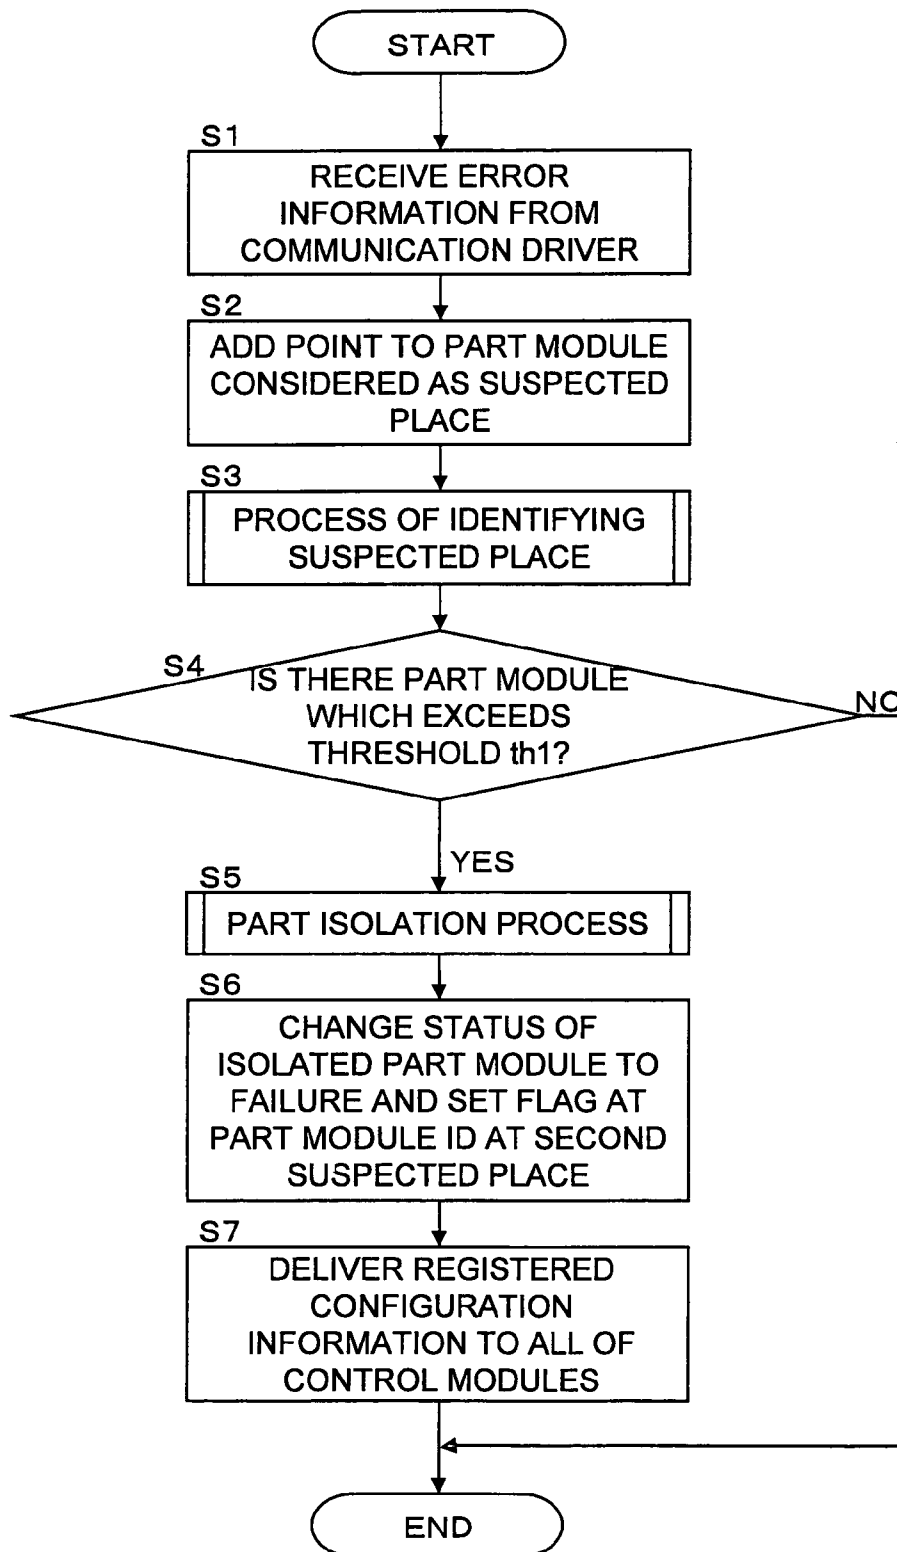 START
S1
RECEIVE ERROR
INFORMATION FROM
COMMUNICATION DRIVER
S2
ADD POINT TO PART MODULE
CONSIDERED AS SUSPECTED
PLACE
S3
PROCESS OF IDENTIFYING
SUSPECTED PLACE
S4
IS THERE PART MODULE
WHICH EXCEEDS
THRESHOLD th1?
NO
YES
S5
PART ISOLATION PROCESS
S6
CHANGE STATUS OF
ISOLATED PART MODULE TO
FAILURE AND SET FLAG AT
PART MODULE ID AT SECOND
SUSPECTED PLACE
S7
DELIVER REGISTERED
CONFIGURATION
INFORMATION TO ALL OF
CONTROL MODULES
END